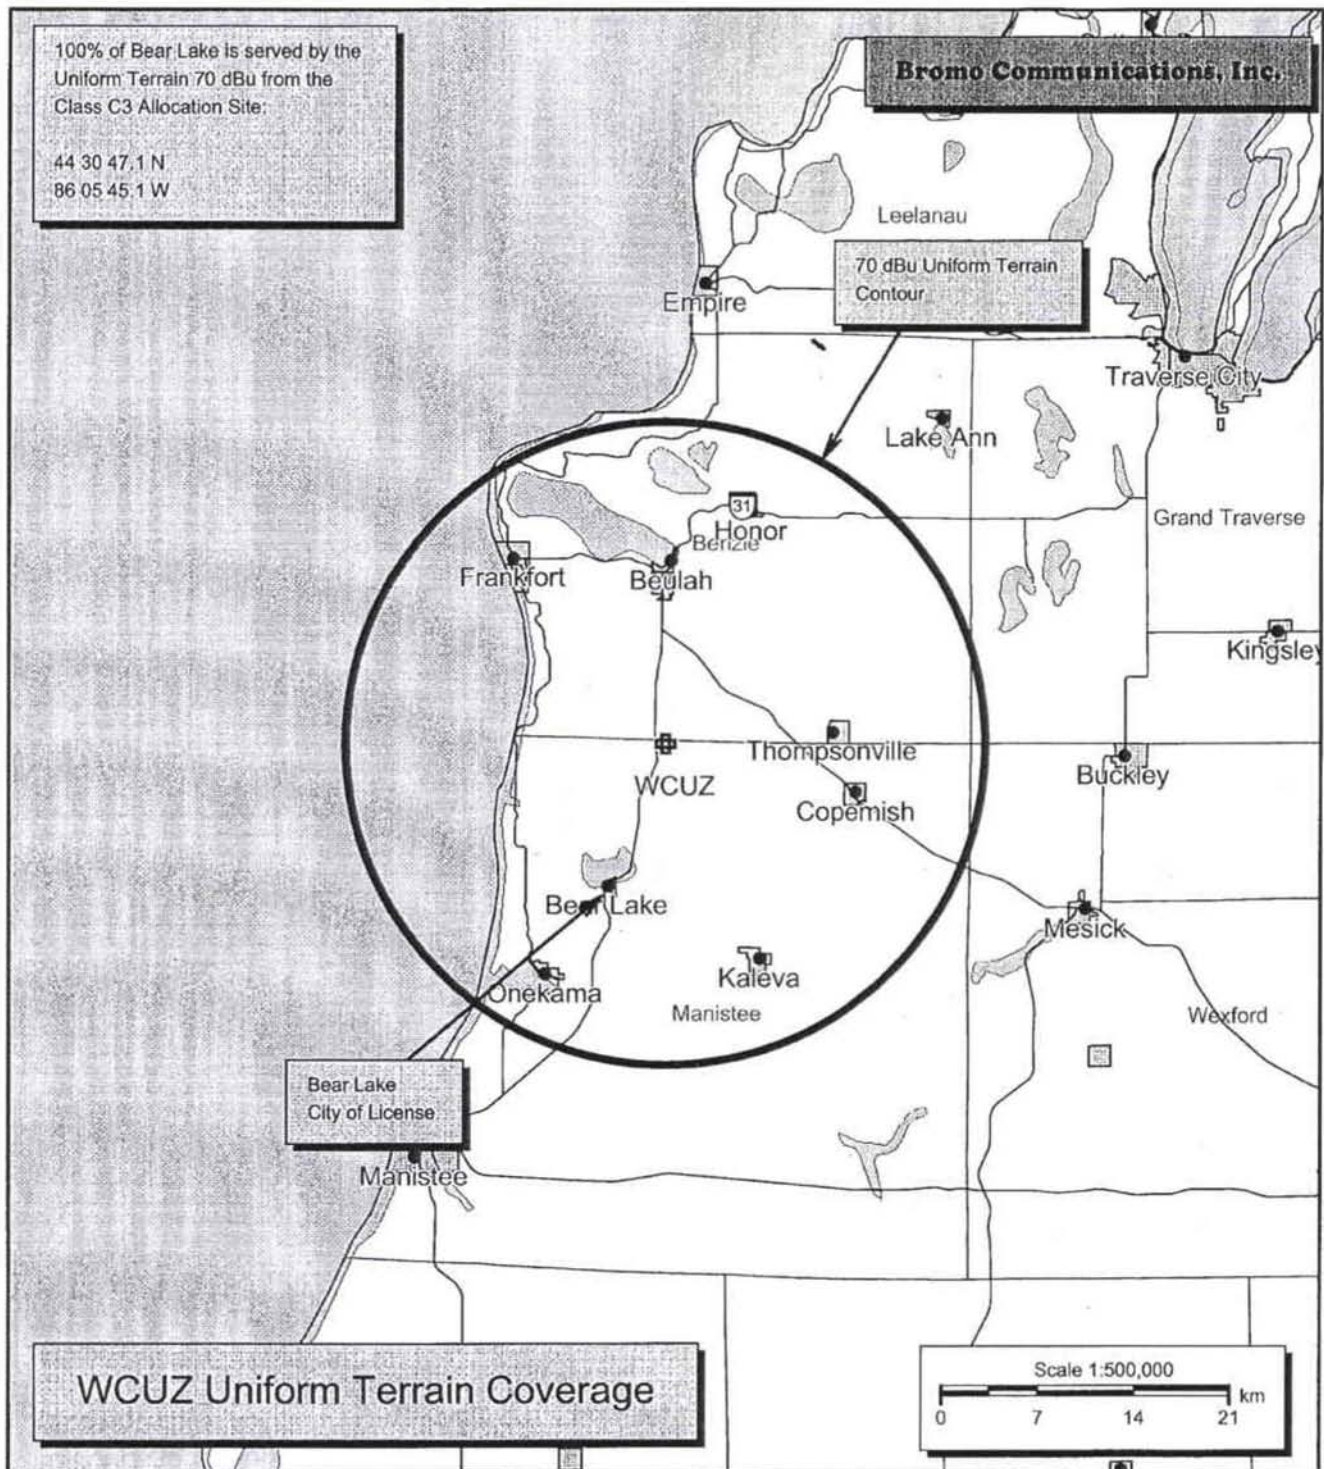 100% of Bear Lake is served by the
Uniform Terrain 70 dBu from the
Class C3 Allocation Site:
44 30 47.1 N
86 05 45.1 W
Bromo Communications, Inc.
Leelanau
70 dBu Uniform Terrain
Contour
Empire
Traverse City
Lake Ann
31
Honor
Grand Traverse
Benzie
Frankfort
Beulah
Kingsley
Thompsonville
WCUZ
Buckley
Copemish
Bear Lake
Mesick
Kaleva
Onekama
Manistee
Wexford
Bear Lake
City of License
Manistee
WCUZ Uniform Terrain Coverage
Scale 1:500,000
km
0 7 14 21